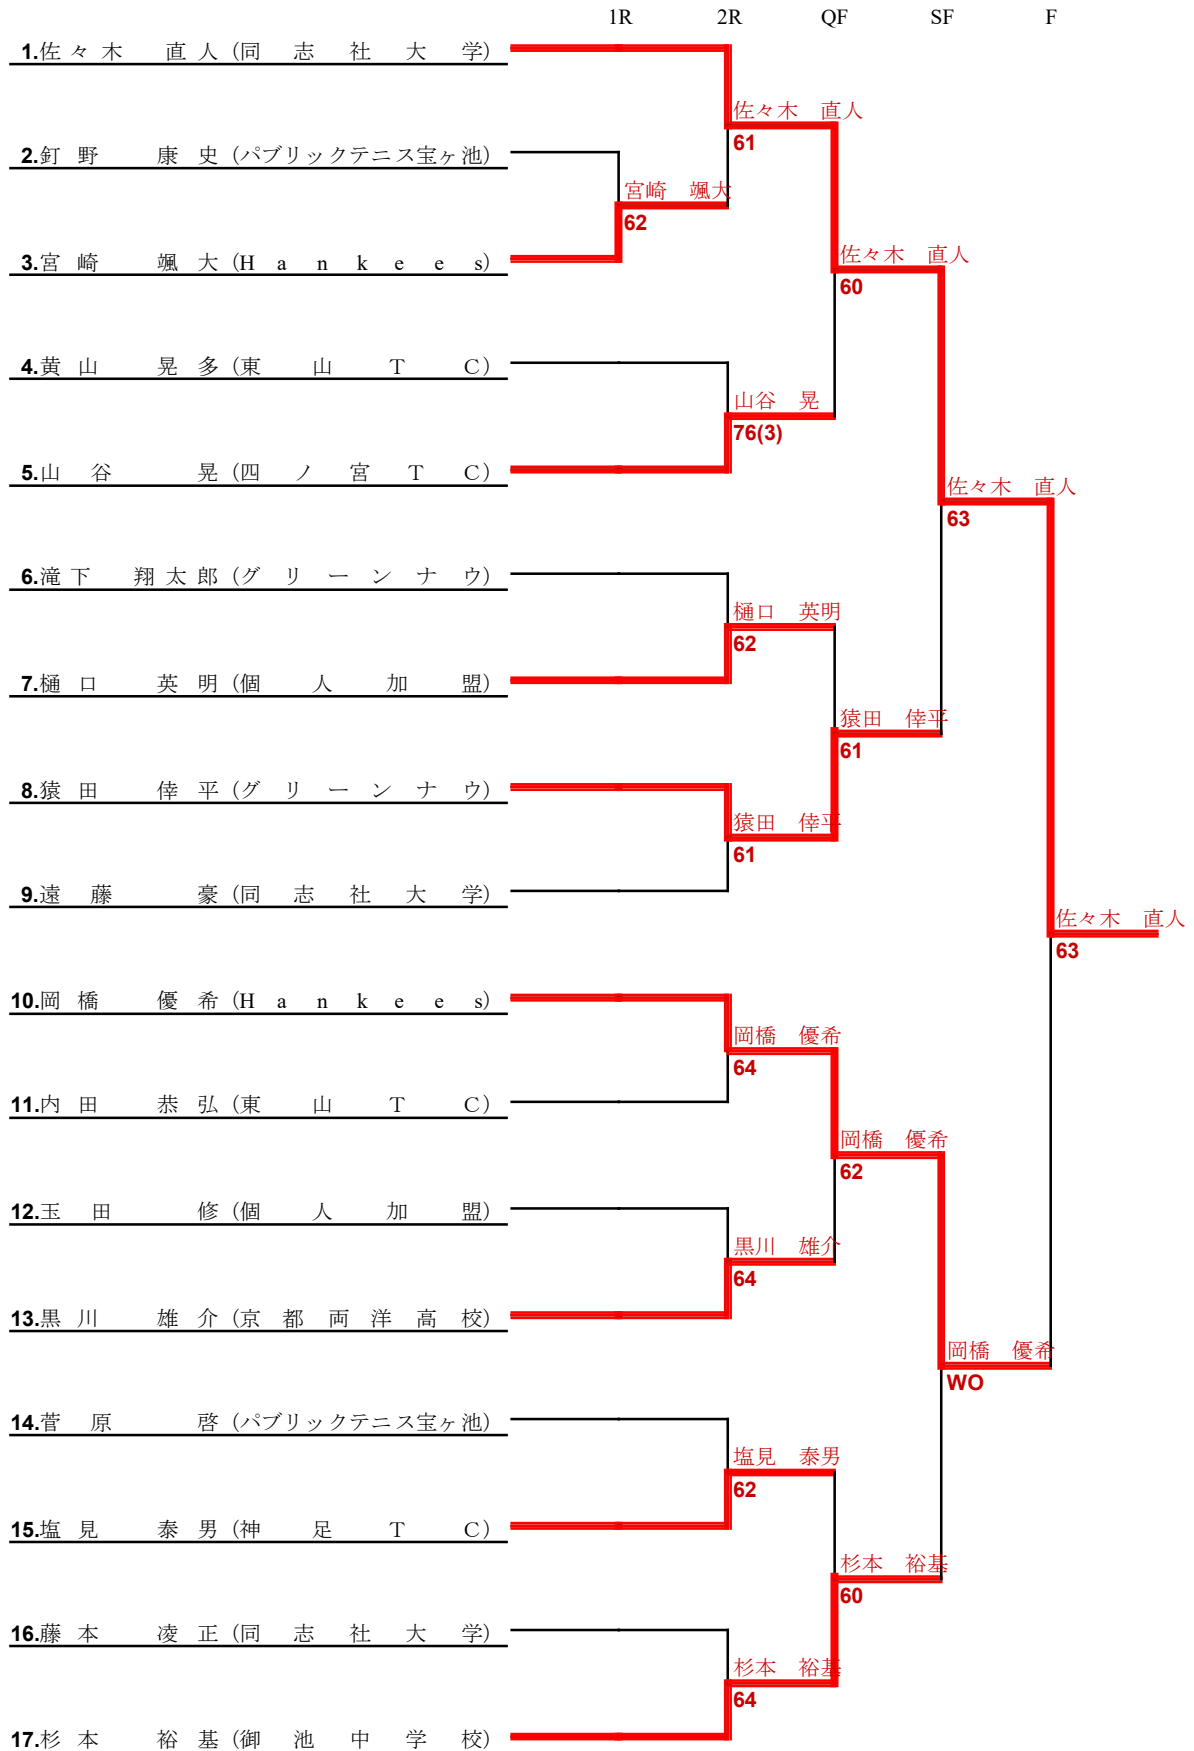 1R 2R QF SF F
1.佐々木 直人(同志社大学)
佐々木 直人
61
2.釘野 康史(パブリックテニス宝ヶ池)
宮崎 颯大
62
3.宮崎 颯大(Hankees)
佐々木 直人
60
4.黄山 晃多(東山TC)
山谷 晃
76(3)
5.山谷 晃(四ノ宮TC)
佐々木 直人
63
6.滝下 翔太郎(グリーンナウ)
樋口 英明
62
7.樋口 英明(個人加盟)
猿田 倖平
61
8.猿田 倖平(グリーンナウ)
猿田 倖平
61
9.遠藤 豪(同志社大学)
佐々木 直人
63
10.岡橋 優希(Hankees)
岡橋 優希
64
11.内田 恭弘(東山TC)
岡橋 優希
62
12.玉田 修(個人加盟)
黒川 雄介
64
13.黒川 雄介(京都両洋高校)
岡橋 優希
WO
14.菅原 啓(パブリックテニス宝ヶ池)
塩見 泰男
62
15.塩見 泰男(神足TC)
杉本 裕基
60
16.藤本 凌正(同志社大学)
杉本 裕基
64
17.杉本 裕基(御池中学校)